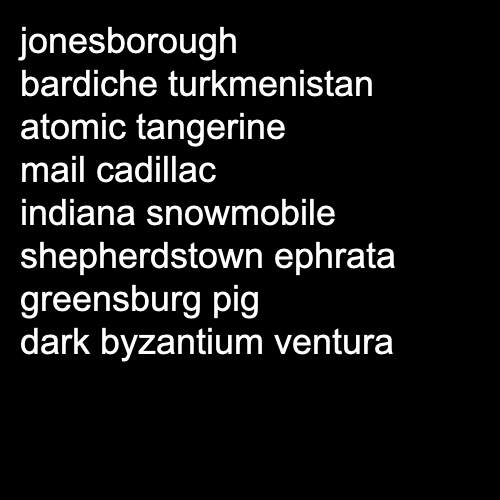 jonesborough
bardiche turkmenistan
atomic tangerine
mail cadillac
indiana snowmobile
shepherdstown ephrata
greensburg pig
dark byzantium ventura